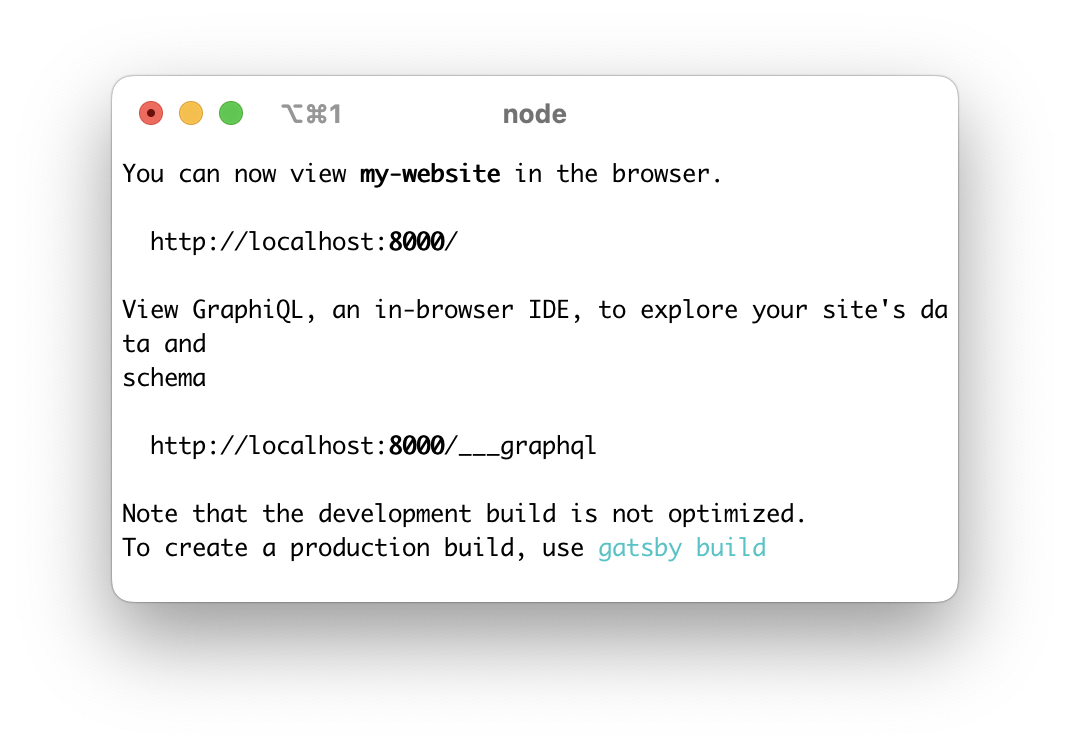 ⌥⌘1 node
You can now view my-website in the browser.
http://localhost:8000/
View GraphiQL, an in-browser IDE, to explore your site's da
ta and
schema
http://localhost:8000/___graphql
Note that the development build is not optimized.
To create a production build, use gatsby build